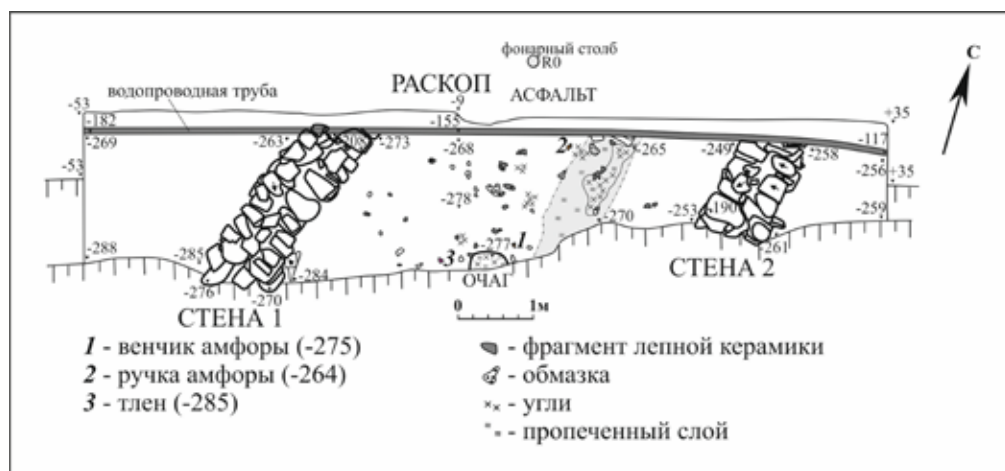 фонарный столб
R0
С
РАСКОП
АСФАЛЬТ
водопроводная труба
-53 -9 +35
-182 -155 -117
-269 -263 -273 -268 2 -265 -249 -258 -256
-53 +35
-278
-270 -253 -190 -259
-288 -285 -284 3 -277 1 -261
-276 -270
ОЧАГ
СТЕНА 1
СТЕНА 2
0 1м
1 - венчик амфоры (-275)
2 - ручка амфоры (-264)
3 - тлен (-285)
- фрагмент лепной керамики
- обмазка
- угли
- пропеченный слой